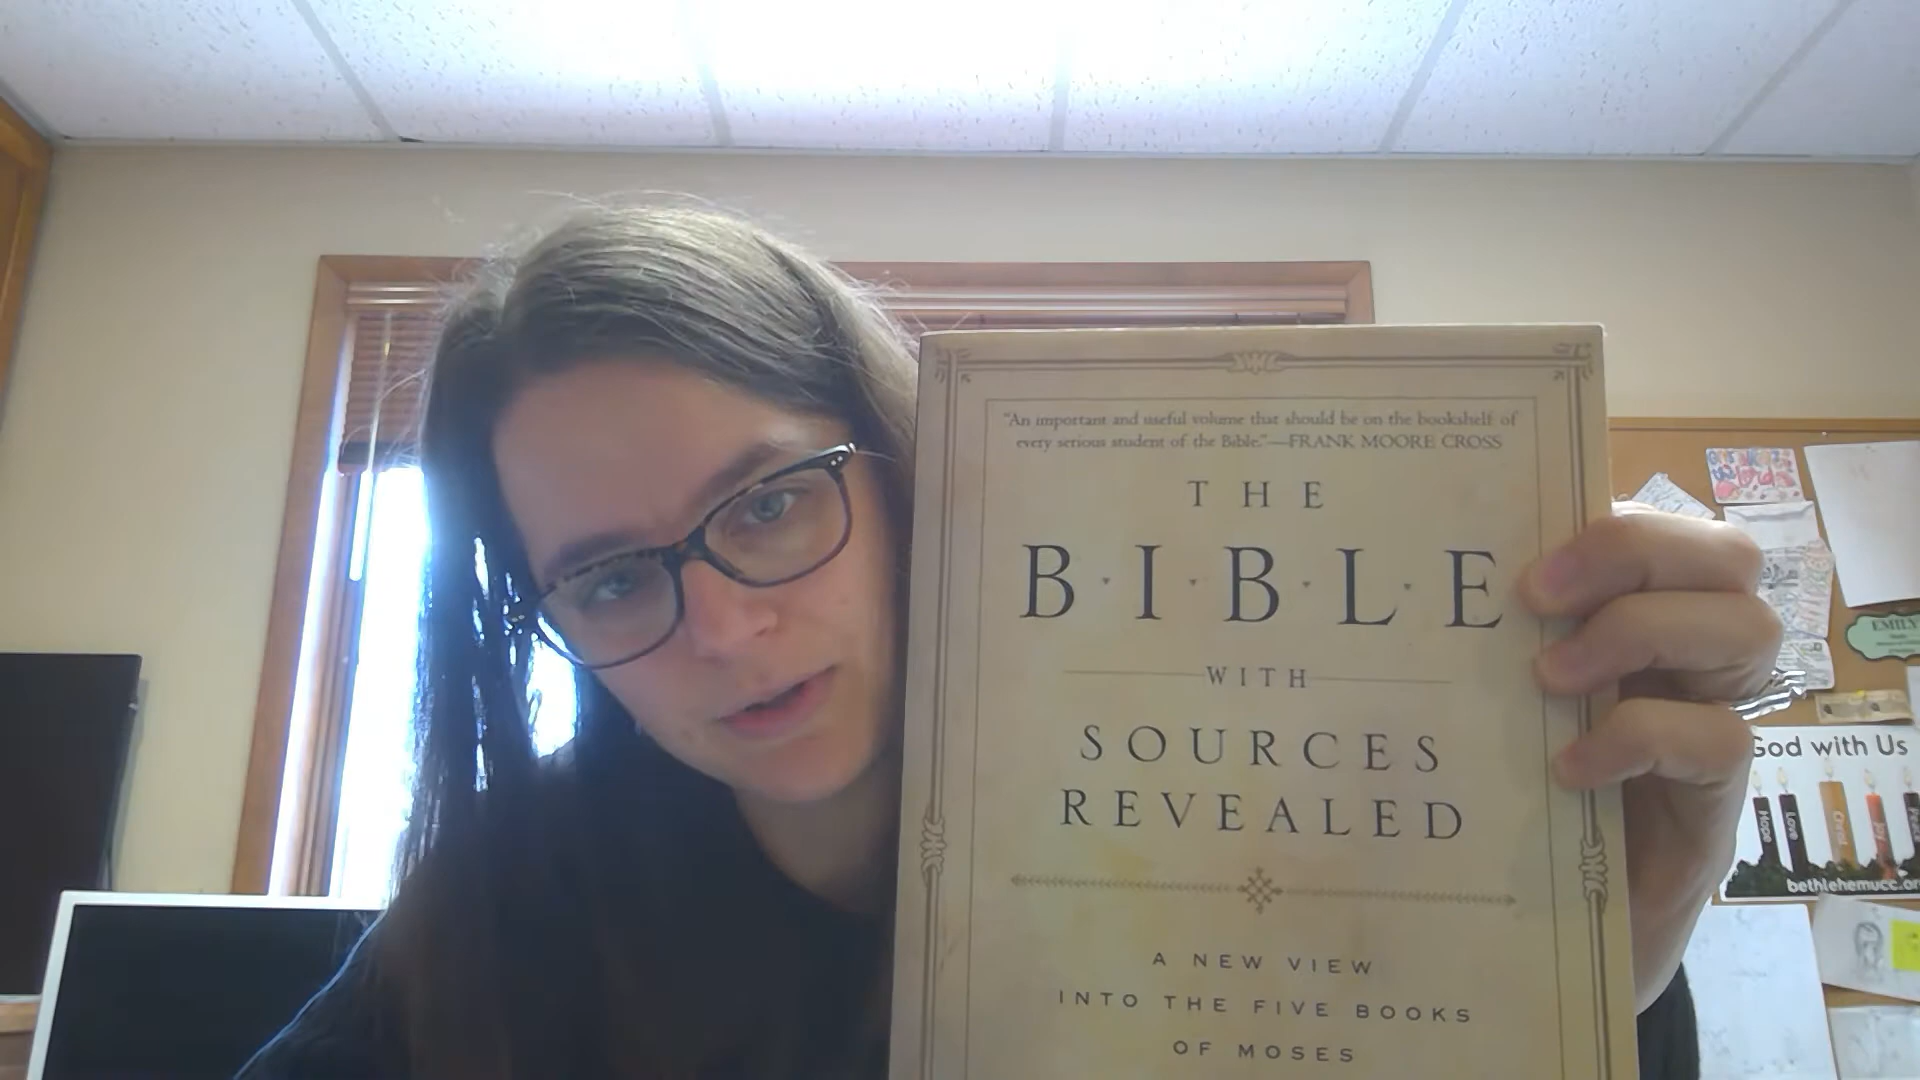 "An important and useful volume that should be on the bookshelf of
every serious student of the Bible."—FRANK MOORE CROSS
THE
B·I·B·L·E
WITH
SOURCES
REVEALED
A NEW VIEW
INTO THE FIVE BOOKS
OF MOSES
EMILY
God with Us
Hope
Love
Christ
Joy
bethlehemucc.or